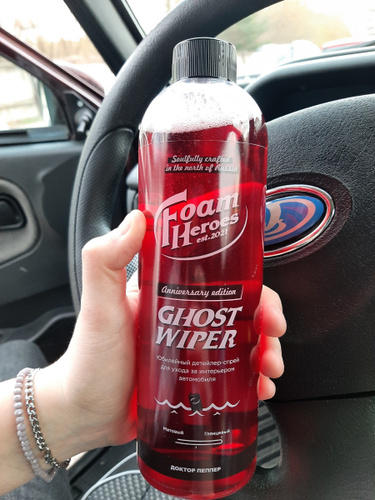 Soulfully crafted
in the north of Russia
Foam
Heroes
est.2021
Anniversary edition
GHOST
WIPER
Юбилейный детейлер-спрей
для ухода за интерьером
автомобиля
Матовый Глянцевый
ДОКТОР ПЕППЕР